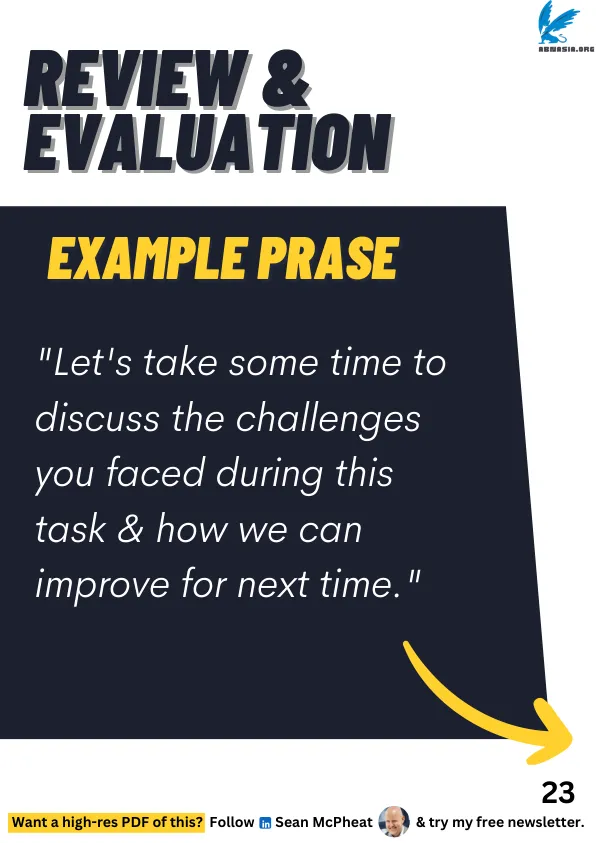 ABNASIA.ORG
REVIEW &
EVALUATION
EXAMPLE PRASE
"Let's take some time to
discuss the challenges
you faced during this
task & how we can
improve for next time."
23
Want a high-res PDF of this? Follow in Sean McPheat & try my free newsletter.